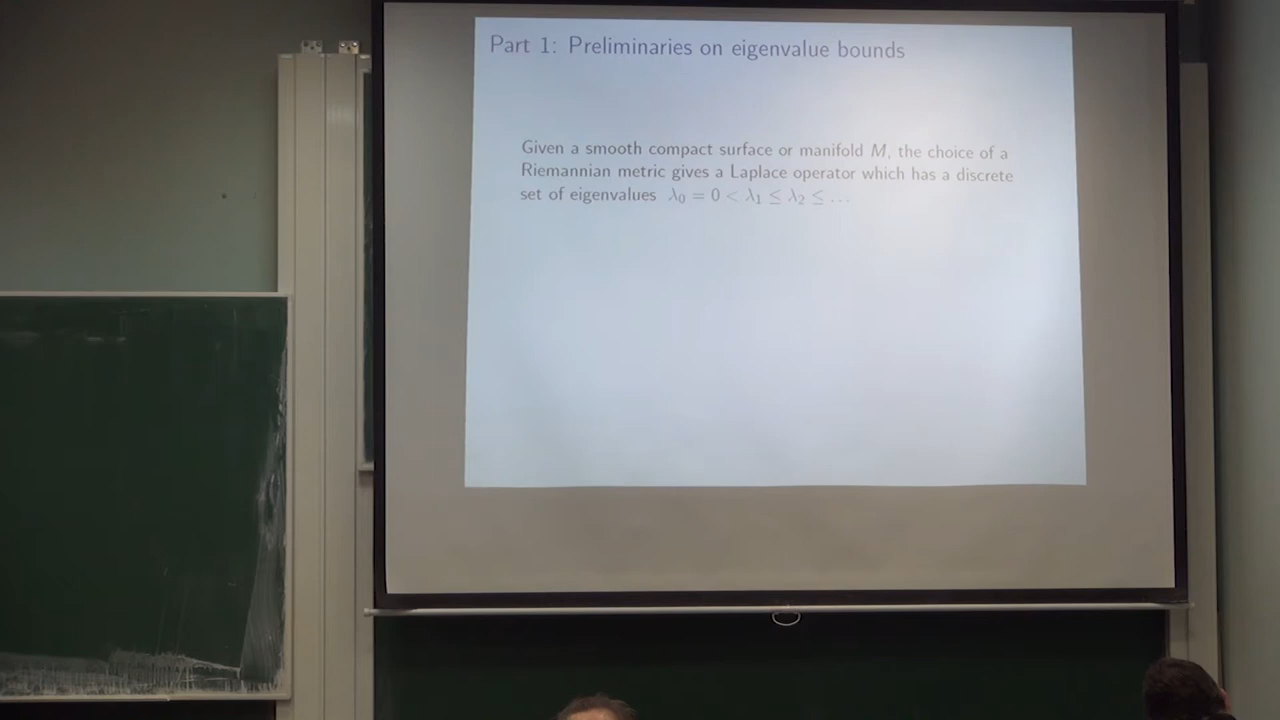 Part 1: Preliminaries on eigenvalue bounds
Given a smooth compact surface or manifold M, the choice of a
Riemannian metric gives a Laplace operator which has a discrete
set of eigenvalues λ₀ = 0 < λ₁ ≤ λ₂ ≤ ...